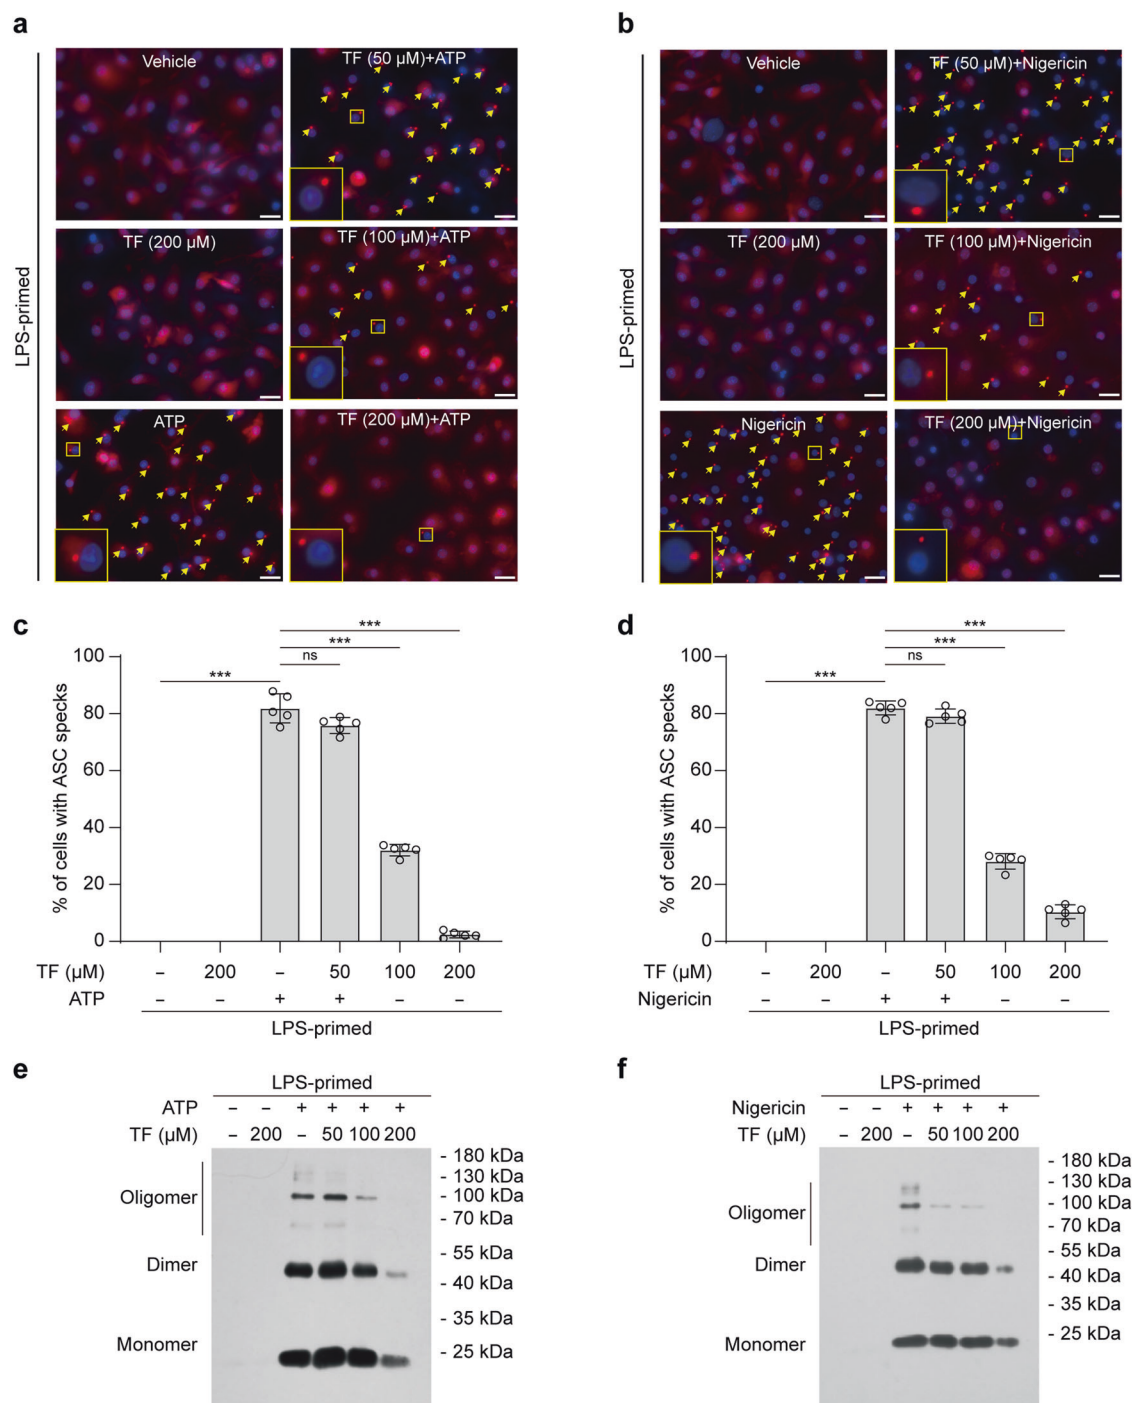 a
b
LPS-primed
Vehicle
TF (50 µM)+ATP
TF (200 µM)
TF (100 µM)+ATP
ATP
TF (200 µM)+ATP
LPS-primed
Vehicle
TF (50 µM)+Nigericin
TF (200 µM)
TF (100 µM)+Nigericin
Nigericin
TF (200 µM)+Nigericin
c
% of cells with ASC specks
100
80
60
40
20
0
***
***
ns
***
TF (µM) – 200 – 50 100 200
ATP – – + + – –
LPS-primed
d
% of cells with ASC specks
100
80
60
40
20
0
***
***
ns
***
TF (µM) – 200 – 50 100 200
Nigericin – – + + – –
LPS-primed
e
LPS-primed
ATP – – + + + +
TF (µM) – 200 – 50 100 200
Oligomer
Dimer
Monomer
- 180 kDa
- 130 kDa
- 100 kDa
- 70 kDa
- 55 kDa
- 40 kDa
- 35 kDa
- 25 kDa
f
LPS-primed
Nigericin – – + + + +
TF (µM) – 200 – 50 100 200
Oligomer
Dimer
Monomer
- 180 kDa
- 130 kDa
- 100 kDa
- 70 kDa
- 55 kDa
- 40 kDa
- 35 kDa
- 25 kDa